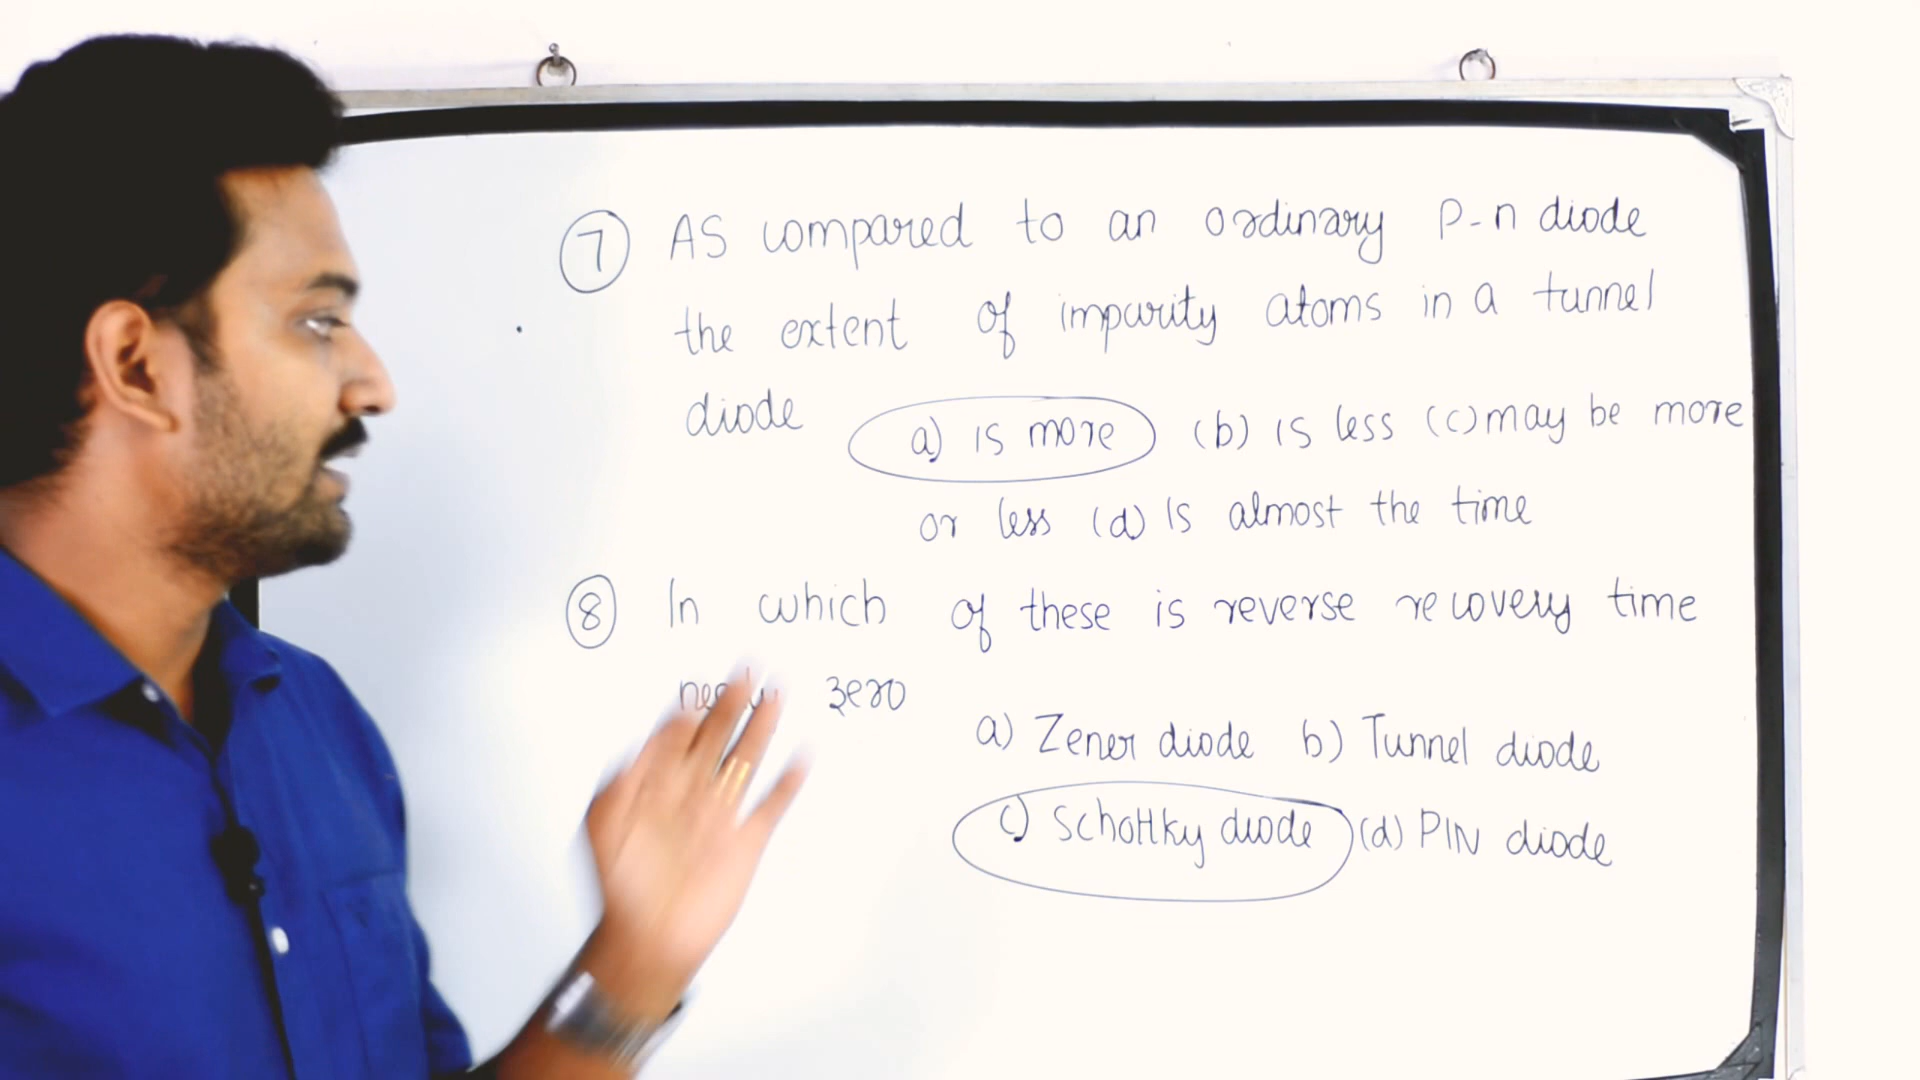 7 As compared to an ordinary p-n diode
the extent of impurity atoms in a tunnel
diode a) is more (b) is less (c) may be more
or less (d) is almost the time
8 In which of these is reverse recovery time
zero
a) Zener diode b) Tunnel diode
c) Schottky diode (d) PIN diode